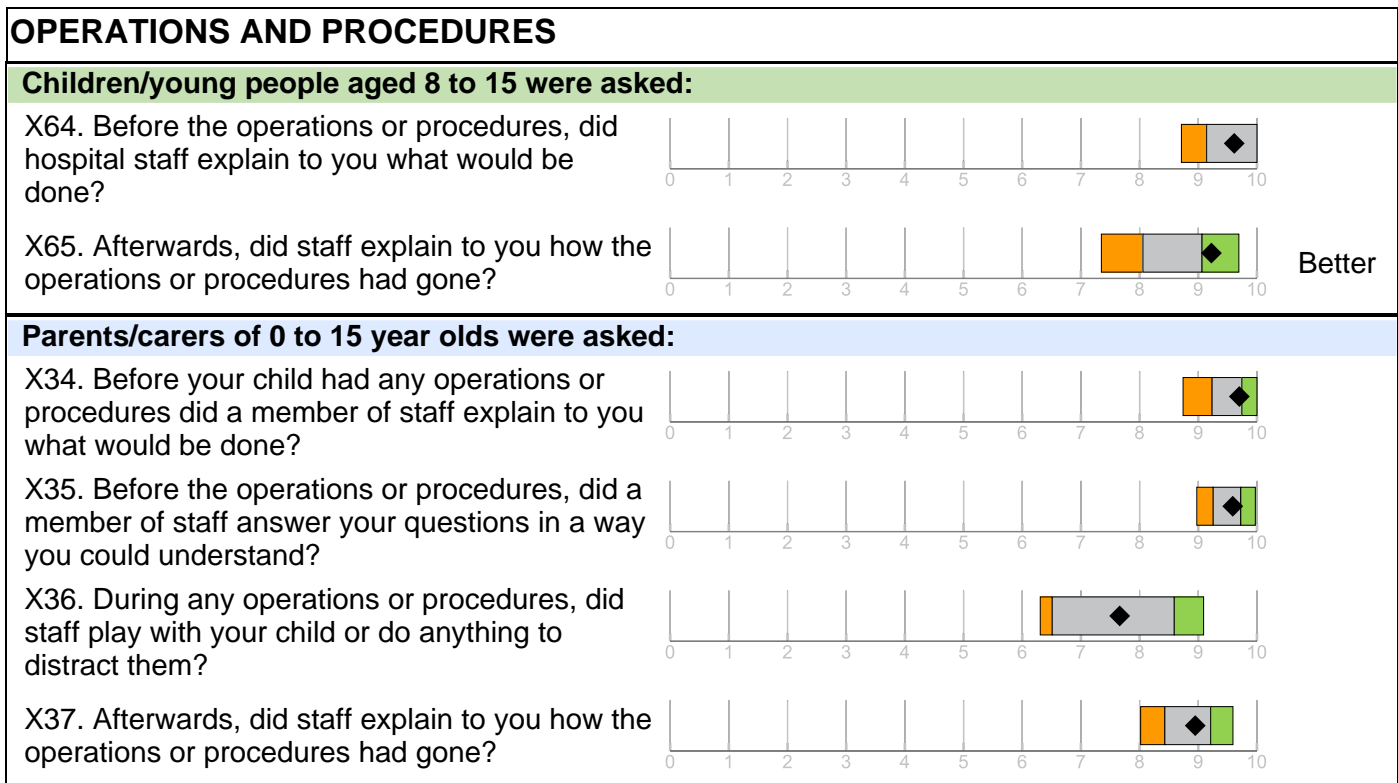 OPERATIONS AND PROCEDURES
Children/young people aged 8 to 15 were asked:
X64. Before the operations or procedures, did
hospital staff explain to you what would be
done?
0 1 2 3 4 5 6 7 8 9 10
X65. Afterwards, did staff explain to you how the
operations or procedures had gone?
0 1 2 3 4 5 6 7 8 9 10
Better
Parents/carers of 0 to 15 year olds were asked:
X34. Before your child had any operations or
procedures did a member of staff explain to you
what would be done?
0 1 2 3 4 5 6 7 8 9 10
X35. Before the operations or procedures, did a
member of staff answer your questions in a way
you could understand?
0 1 2 3 4 5 6 7 8 9 10
X36. During any operations or procedures, did
staff play with your child or do anything to
distract them?
0 1 2 3 4 5 6 7 8 9 10
X37. Afterwards, did staff explain to you how the
operations or procedures had gone?
0 1 2 3 4 5 6 7 8 9 10